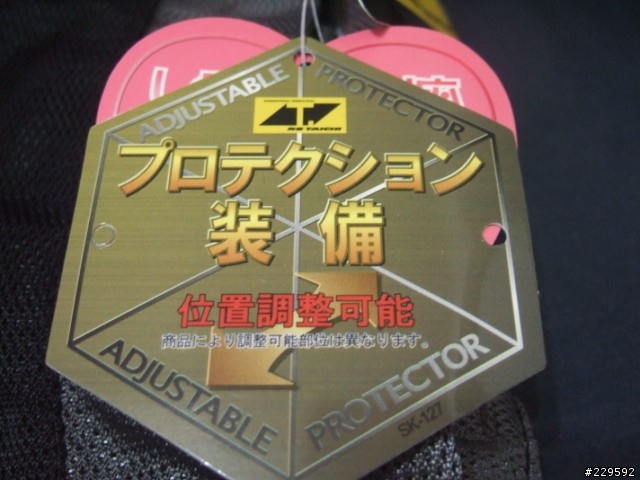 ADJUSTABLE PROTECTOR
RS TAICHI
プロテクション
装備
位置調整可能
商品により調整可能部位は異なります。
ADJUSTABLE PROTECTOR
SK-127
#229592